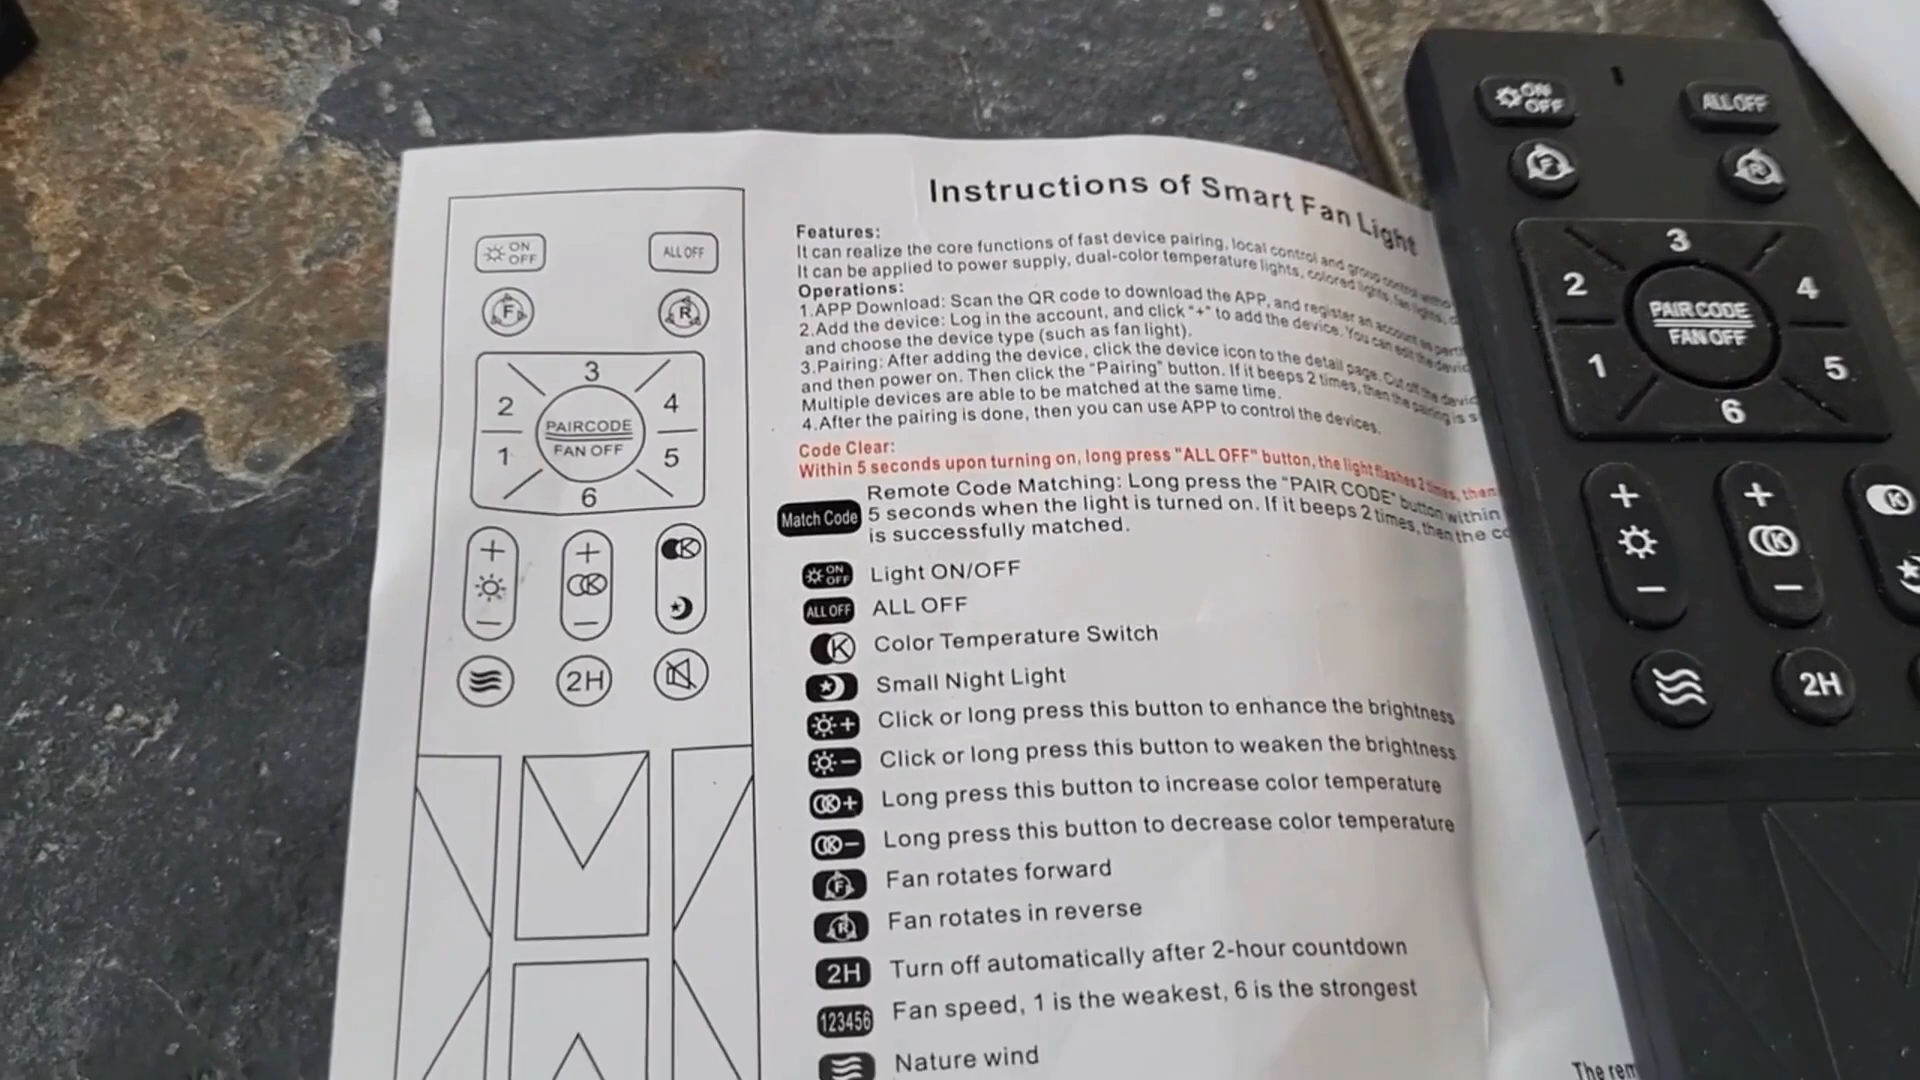 Instructions of Smart Fan Light
Features:
It can realize the core functions of fast device pairing, local control and group control
It can be applied to power supply, dual-color temperature lights, colored lights, fan lights,
Operations:
1.APP Download: Scan the QR code to download the APP, and register an account as
2.Add the device: Log in the account, and click "+" to add the device. You can edit the
and choose the device type (such as fan light).
3.Pairing: After adding the device, click the device icon to the detail page. Cut off the
and then power on. Then click the "Pairing" button. If it beeps 2 times, then the pairing is
Multiple devices are able to be matched at the same time.
4.After the pairing is done, then you can use APP to control the devices.
Code Clear:
Within 5 seconds upon turning on, long press "ALL OFF" button, the light flashes 2 times, then
Match Code
Remote Code Matching: Long press the "PAIR CODE" button within
5 seconds when the light is turned on. If it beeps 2 times, then the
is successfully matched.
ON OFF Light ON/OFF
ALL OFF ALL OFF
K Color Temperature Switch
Small Night Light
+ Click or long press this button to enhance the brightness
− Click or long press this button to weaken the brightness
K+ Long press this button to increase color temperature
K− Long press this button to decrease color temperature
F Fan rotates forward
R Fan rotates in reverse
2H Turn off automatically after 2-hour countdown
123456 Fan speed, 1 is the weakest, 6 is the strongest
Nature wind
The
ON
OFF
ALL OFF
F
R
3
2
4
PAIRCODE
FAN OFF
1
5
6
+
+
K
K
−
−
2H
ON
OFF
ALL OFF
F
R
3
2
4
PAIR CODE
FAN OFF
1
5
6
+
+
K
K
−
−
2H